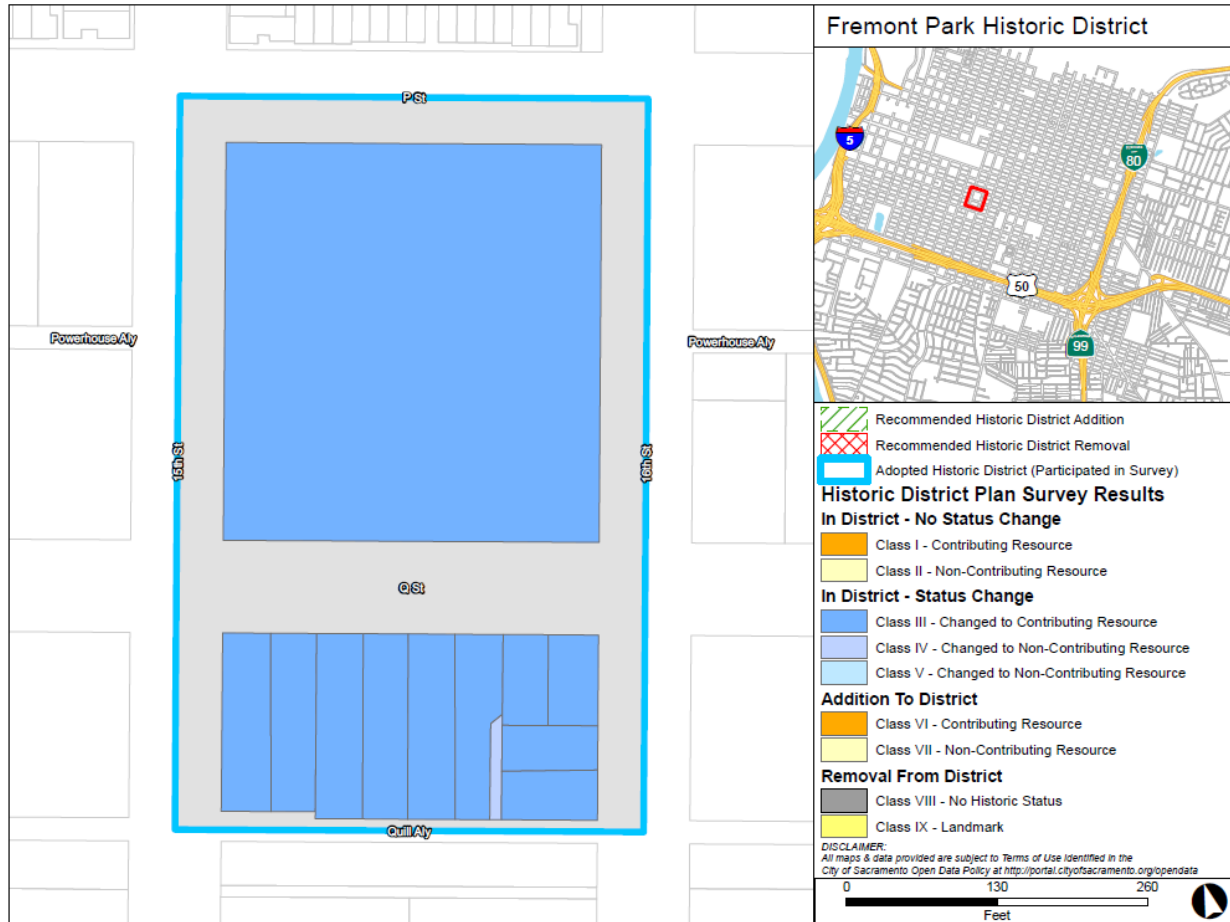 Fremont Park Historic District
P St
Powerhouse Aly
Powerhouse Aly
15th St
16th St
Q St
Quill Aly
5
80
50
99
Recommended Historic District Addition
Recommended Historic District Removal
Adopted Historic District (Participated in Survey)
Historic District Plan Survey Results
In District - No Status Change
Class I - Contributing Resource
Class II - Non-Contributing Resource
In District - Status Change
Class III - Changed to Contributing Resource
Class IV - Changed to Non-Contributing Resource
Class V - Changed to Non-Contributing Resource
Addition To District
Class VI - Contributing Resource
Class VII - Non-Contributing Resource
Removal From District
Class VIII - No Historic Status
Class IX - Landmark
DISCLAIMER:
All maps & data provided are subject to Terms of Use Identified in the
City of Sacramento Open Data Policy at http://portal.cityofsacramento.org/opendata
0 130 260
Feet